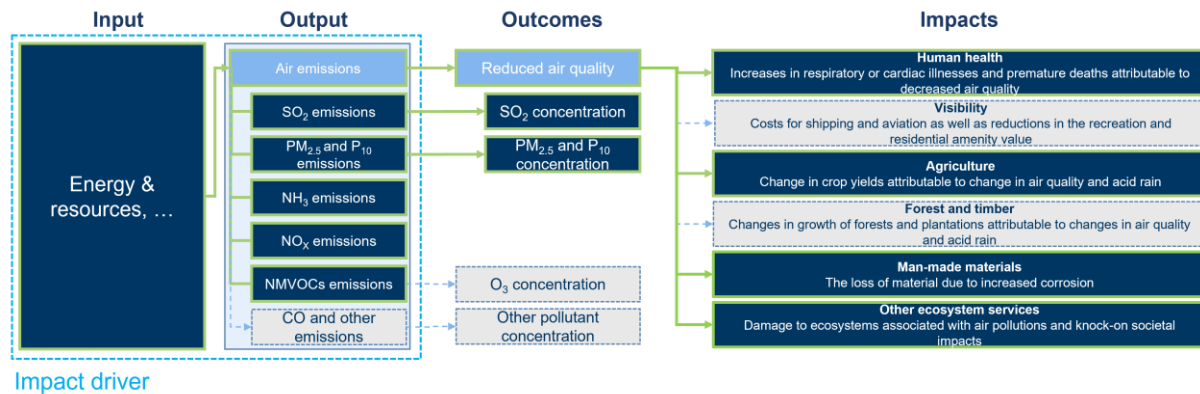 Input
Output
Outcomes
Impacts
Energy &
resources, …
Air emissions
SO₂ emissions
PM₂.₅ and P₁₀
emissions
NH₃ emissions
NOₓ emissions
NMVOCs emissions
CO and other
emissions
Reduced air quality
SO₂ concentration
PM₂.₅ and P₁₀
concentration
O₃ concentration
Other pollutant
concentration
Human health
Increases in respiratory or cardiac illnesses and premature deaths attributable to
decreased air quality
Visibility
Costs for shipping and aviation as well as reductions in the recreation and
residential amenity value
Agriculture
Change in crop yields attributable to change in air quality and acid rain
Forest and timber
Changes in growth of forests and plantations attributable to changes in air quality
and acid rain
Man-made materials
The loss of material due to increased corrosion
Other ecosystem services
Damage to ecosystems associated with air pollutions and knock-on societal
impacts
Impact driver